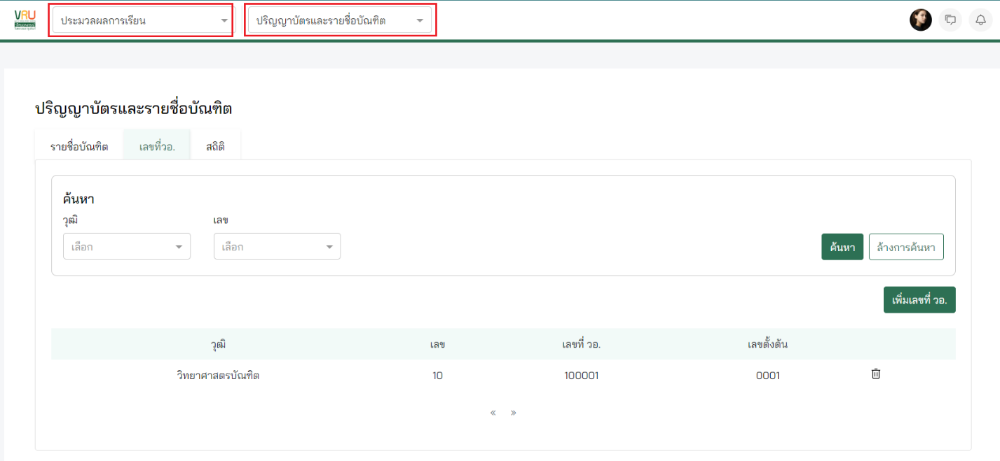 VRU
ประมวลผลการเรียน
ปริญญาบัตรและรายชื่อบัณฑิต
ปริญญาบัตรและรายชื่อบัณฑิต
รายชื่อบัณฑิต เลขที่วอ. สถิติ
ค้นหา
วุฒิ เลข
เลือก เลือก ค้นหา ล้างการค้นหา
เพิ่มเลขที่ วอ.
วุฒิ เลข เลขที่ วอ. เลขตั้งต้น
วิทยาศาสตรบัณฑิต 10 100001 0001
« »